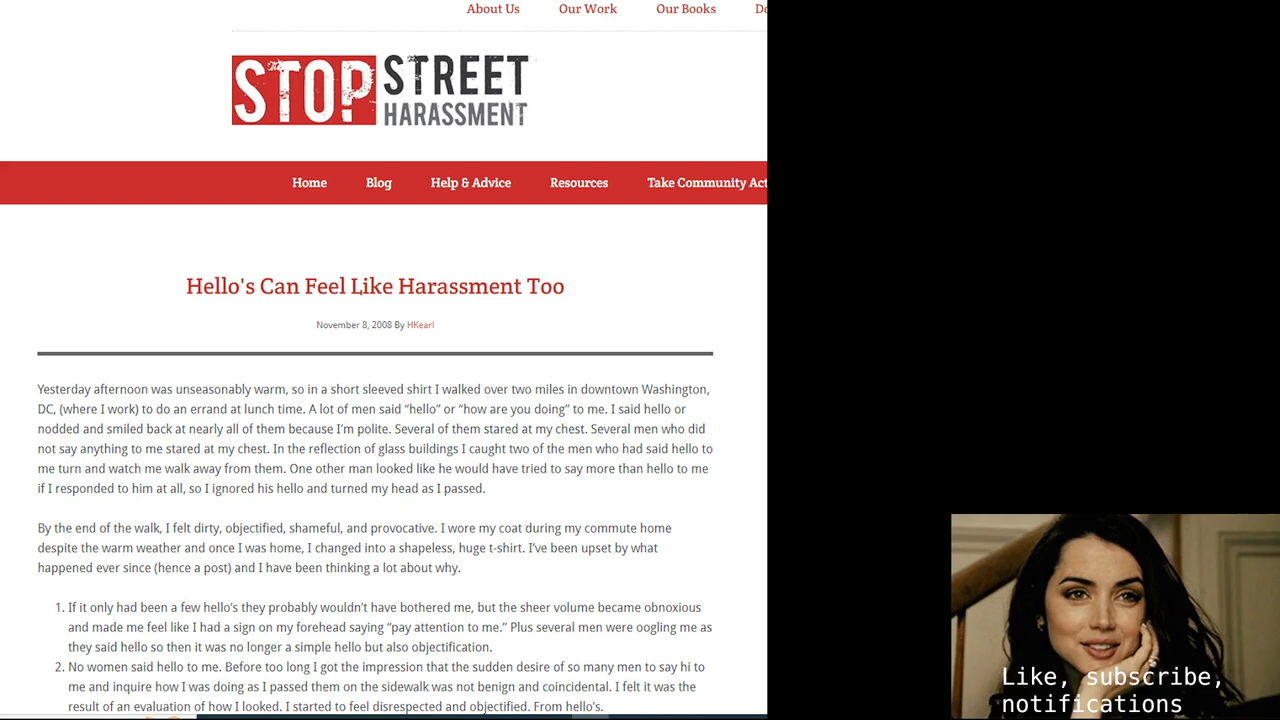 About Us Our Work Our Books
STOP STREET
HARASSMENT
Home Blog Help & Advice Resources Take Community Act
Hello's Can Feel Like Harassment Too
November 8, 2008 By HKearl
Yesterday afternoon was unseasonably warm, so in a short sleeved shirt I walked over two miles in downtown Washington,
DC, (where I work) to do an errand at lunch time. A lot of men said “hello” or “how are you doing” to me. I said hello or
nodded and smiled back at nearly all of them because I’m polite. Several of them stared at my chest. Several men who did
not say anything to me stared at my chest. In the reflection of glass buildings I caught two of the men who had said hello to
me turn and watch me walk away from them. One other man looked like he would have tried to say more than hello to me
if I responded to him at all, so I ignored his hello and turned my head as I passed.
By the end of the walk, I felt dirty, objectified, shameful, and provocative. I wore my coat during my commute home
despite the warm weather and once I was home, I changed into a shapeless, huge t-shirt. I’ve been upset by what
happened ever since (hence a post) and I have been thinking a lot about why.
1. If it only had been a few hello’s they probably wouldn’t have bothered me, but the sheer volume became obnoxious
and made me feel like I had a sign on my forehead saying “pay attention to me.” Plus several men were oogling me as
they said hello so then it was no longer a simple hello but also objectification.
2. No women said hello to me. Before too long I got the impression that the sudden desire of so many men to say hi to
me and inquire how I was doing as I passed them on the sidewalk was not benign and coincidental. I felt it was the
result of an evaluation of how I looked. I started to feel disrespected and objectified. From hello’s.
Like, subscribe,
notifications